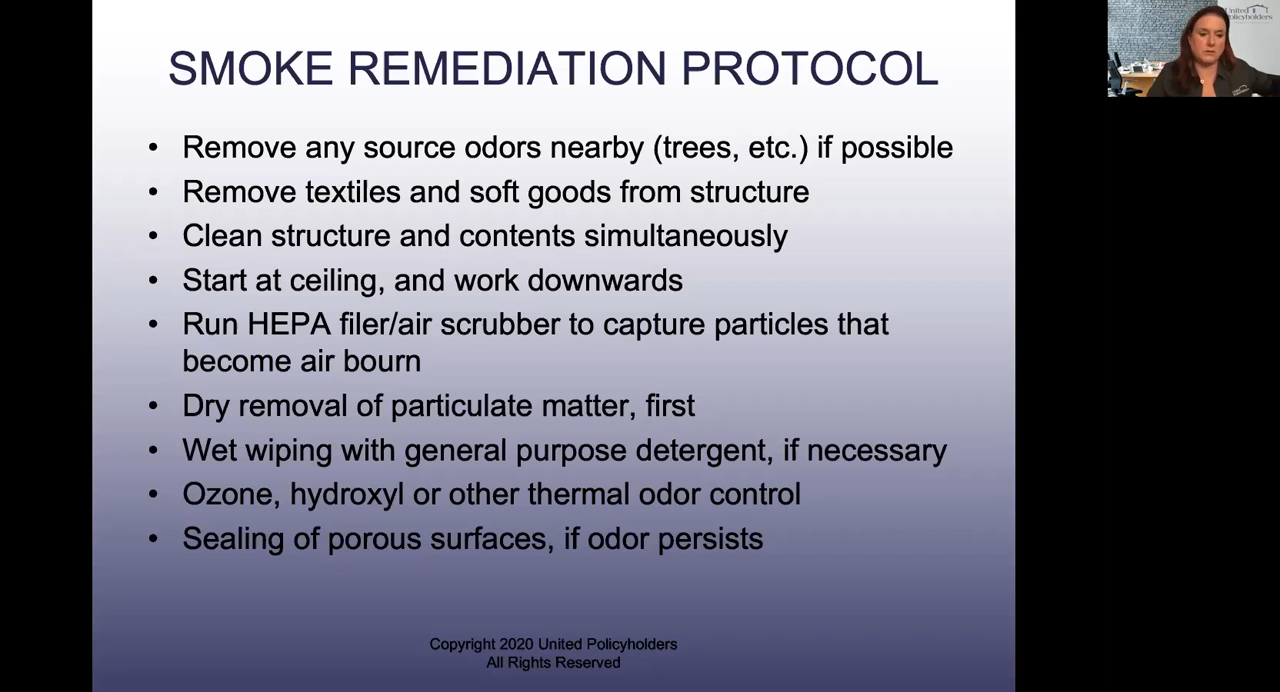 SMOKE REMEDIATION PROTOCOL
• Remove any source odors nearby (trees, etc.) if possible
• Remove textiles and soft goods from structure
• Clean structure and contents simultaneously
• Start at ceiling, and work downwards
• Run HEPA filer/air scrubber to capture particles that
become air bourn
• Dry removal of particulate matter, first
• Wet wiping with general purpose detergent, if necessary
• Ozone, hydroxyl or other thermal odor control
• Sealing of porous surfaces, if odor persists
Copyright 2020 United Policyholders
All Rights Reserved
United
Policyholders